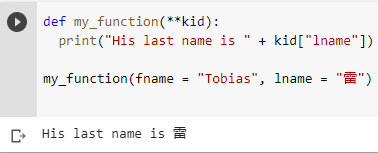 def my_function(**kid):
  print("His last name is " + kid["lname"])
my_function(fname = "Tobias", lname = "雷")
His last name is 雷